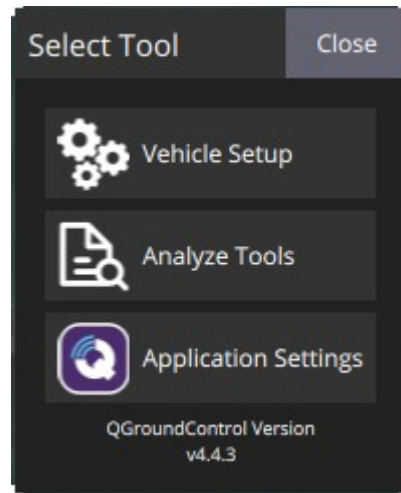 Select Tool Close
Vehicle Setup
Analyze Tools
Application Settings
QGroundControl Version
v4.4.3